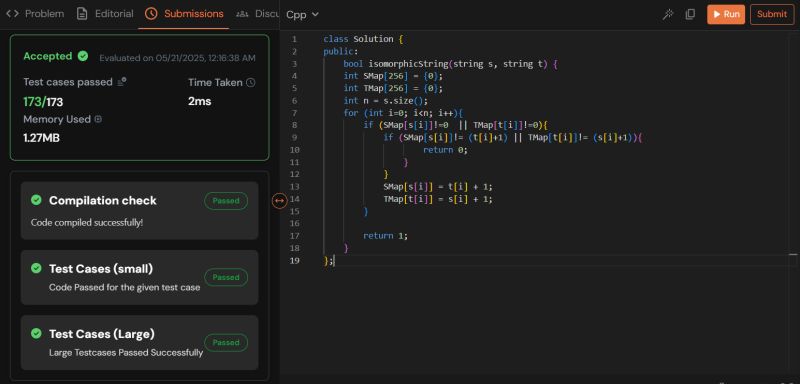 Problem Editorial Submissions Discu
Accepted Evaluated on 05/21/2025, 12:16:38 AM
Test cases passed Time Taken
173/173 2ms
Memory Used
1.27MB
Compilation check Passed
Code compiled successfully!
Test Cases (small) Passed
Code Passed for the given test case
Test Cases (Large) Passed
Large Testcases Passed Successfully
Cpp Run Submit
1 class Solution {
2 public:
3 bool isomorphicString(string s, string t) {
4 int SMap[256] = {0};
5 int TMap[256] = {0};
6 int n = s.size();
7 for (int i=0; i<n; i++){
8 if (SMap[s[i]]!=0 || TMap[t[i]]!=0){
9 if (SMap[s[i]]!= (t[i]+1) || TMap[t[i]]!= (s[i]+1)){
10 return 0;
11 }
12 }
13 SMap[s[i]] = t[i] + 1;
14 TMap[t[i]] = s[i] + 1;
15 }
16
17 return 1;
18 }
19 };